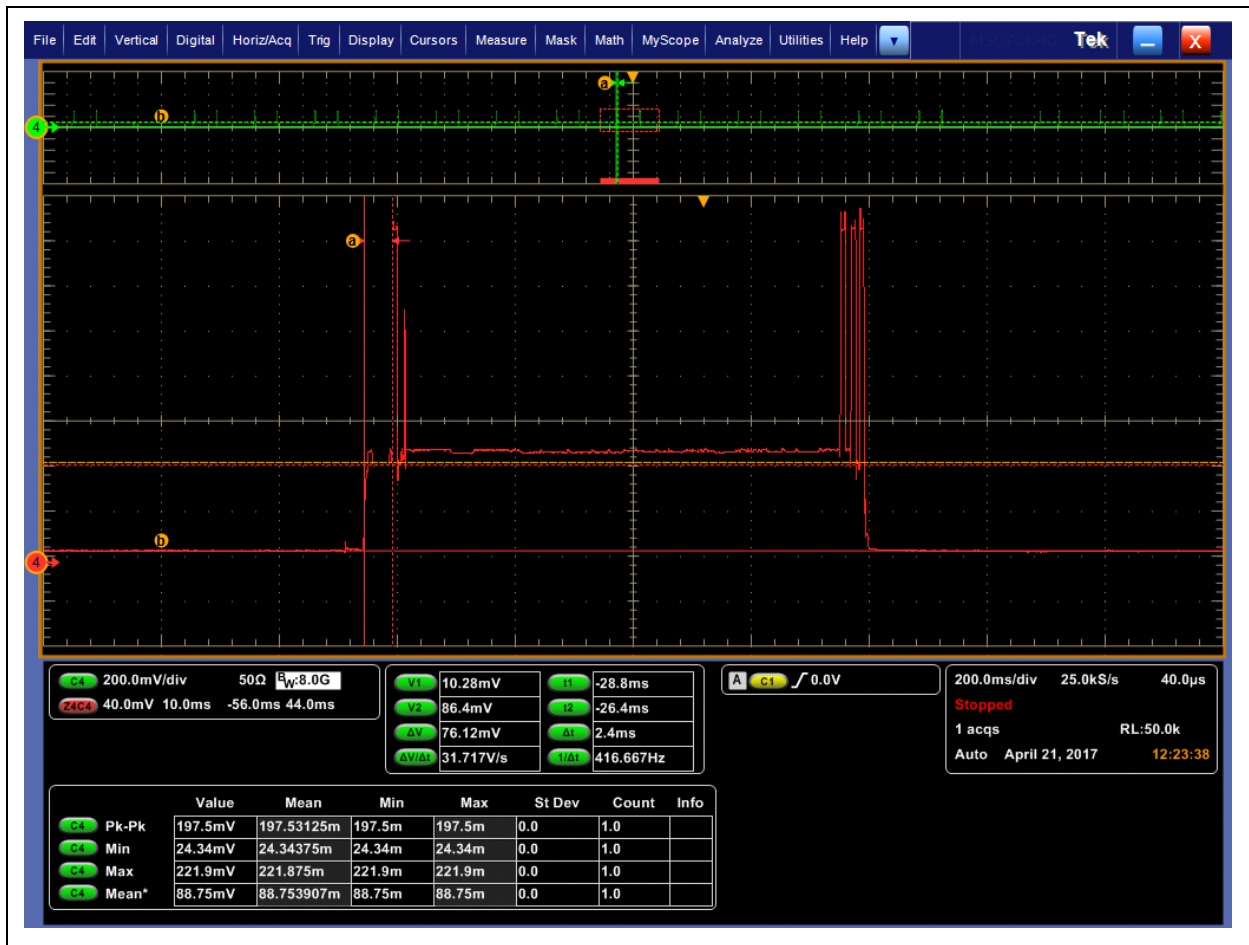 File Edit Vertical Digital Horiz/Acq Trig Display Cursors Measure Mask Math MyScope Analyze Utilities Help Tek X
a
4 b
a
b
4
C4 200.0mV/div 50Ω BW:8.0G
Z4C4 40.0mV 10.0ms -56.0ms 44.0ms
V1 10.28mV t1 -28.8ms
V2 86.4mV t2 -26.4ms
ΔV 76.12mV Δt 2.4ms
ΔV/Δt 31.717V/s 1/Δt 416.667Hz
A C1 0.0V
200.0ms/div 25.0kS/s 40.0µs
Stopped
1 acqs RL:50.0k
Auto April 21, 2017 12:23:38
Value Mean Min Max St Dev Count Info
C4 Pk-Pk 197.5mV 197.53125m 197.5m 197.5m 0.0 1.0
C4 Min 24.34mV 24.34375m 24.34m 24.34m 0.0 1.0
C4 Max 221.9mV 221.875m 221.9m 221.9m 0.0 1.0
C4 Mean* 88.75mV 88.753907m 88.75m 88.75m 0.0 1.0